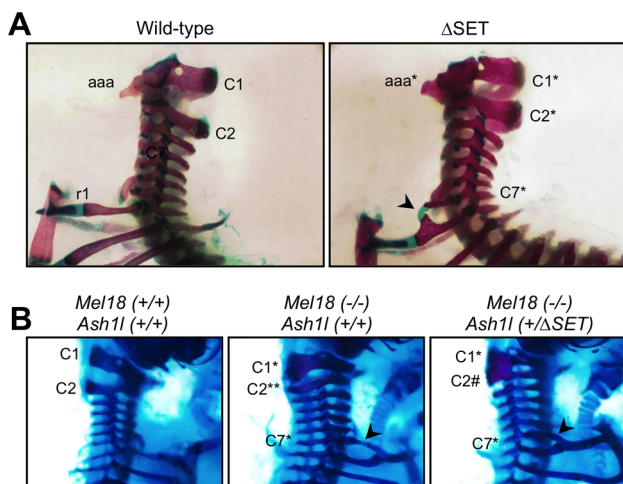 A
Wild-type
ΔSET
aaa
C1
C2
C7
r1
aaa*
C1*
C2*
C7*
B
Mel18 (+/+)
Ash1l (+/+)
Mel18 (-/-)
Ash1l (+/+)
Mel18 (-/-)
Ash1l (+/ΔSET)
C1
C2
C1*
C2**
C7*
C1*
C2#
C7*